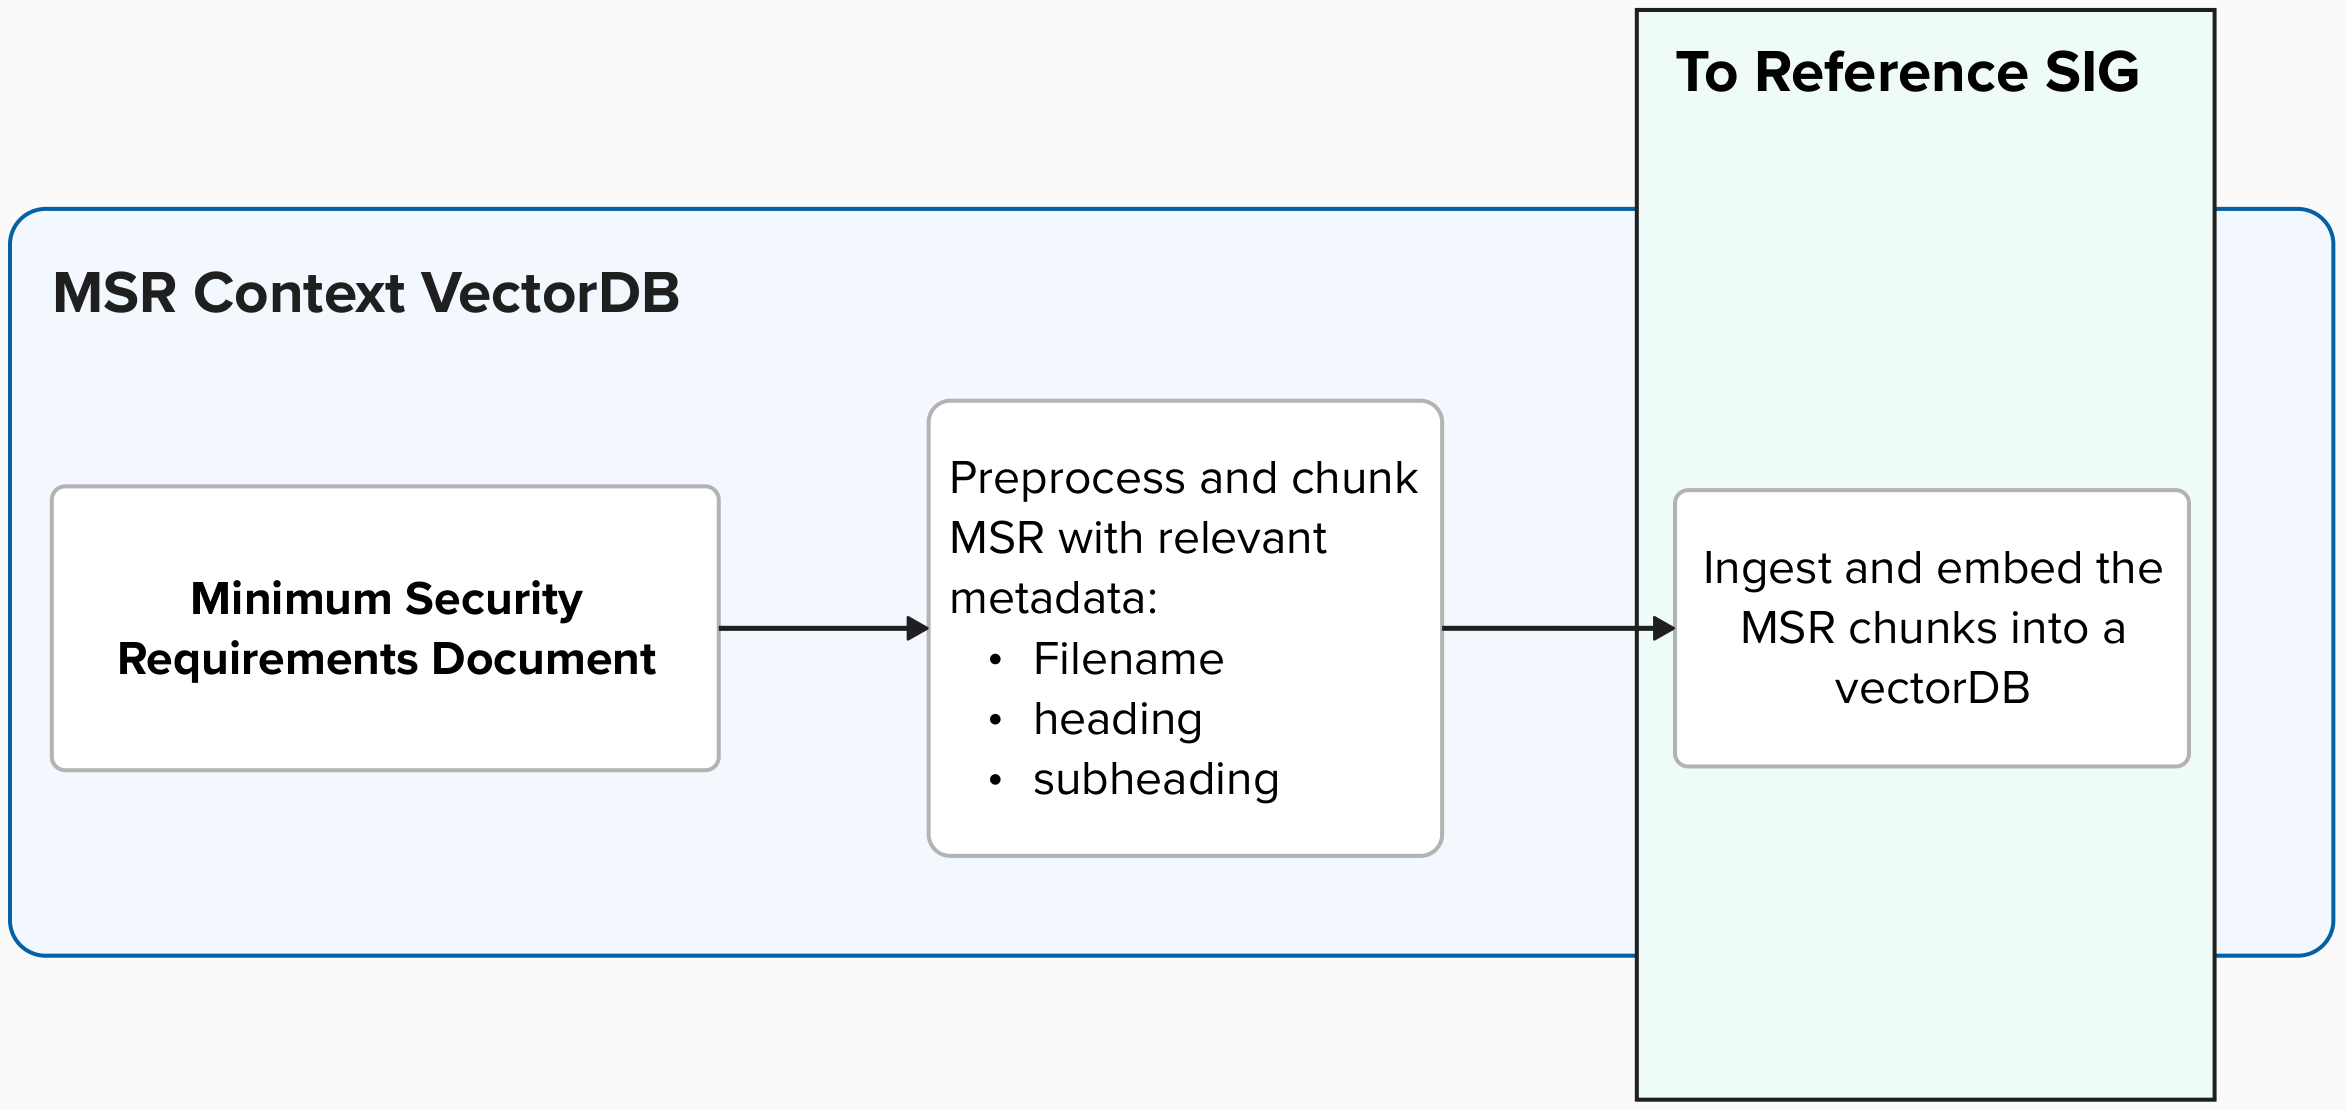 To Reference SIG
MSR Context VectorDB
Minimum Security
Requirements Document
Preprocess and chunk
MSR with relevant
metadata:
• Filename
• heading
• subheading
Ingest and embed the
MSR chunks into a
vectorDB